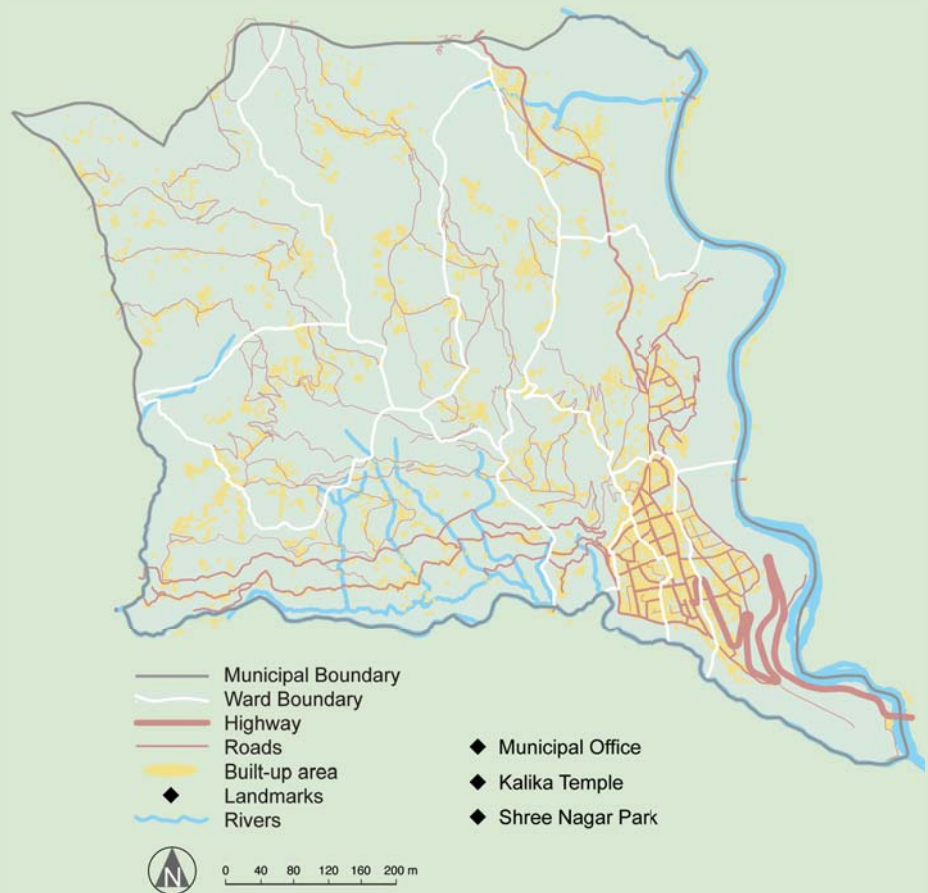 Municipal Boundary
Ward Boundary
Highway
Roads
Built-up area
Landmarks
Rivers
Municipal Office
Kalika Temple
Shree Nagar Park
N
0 40 80 120 160 200 m